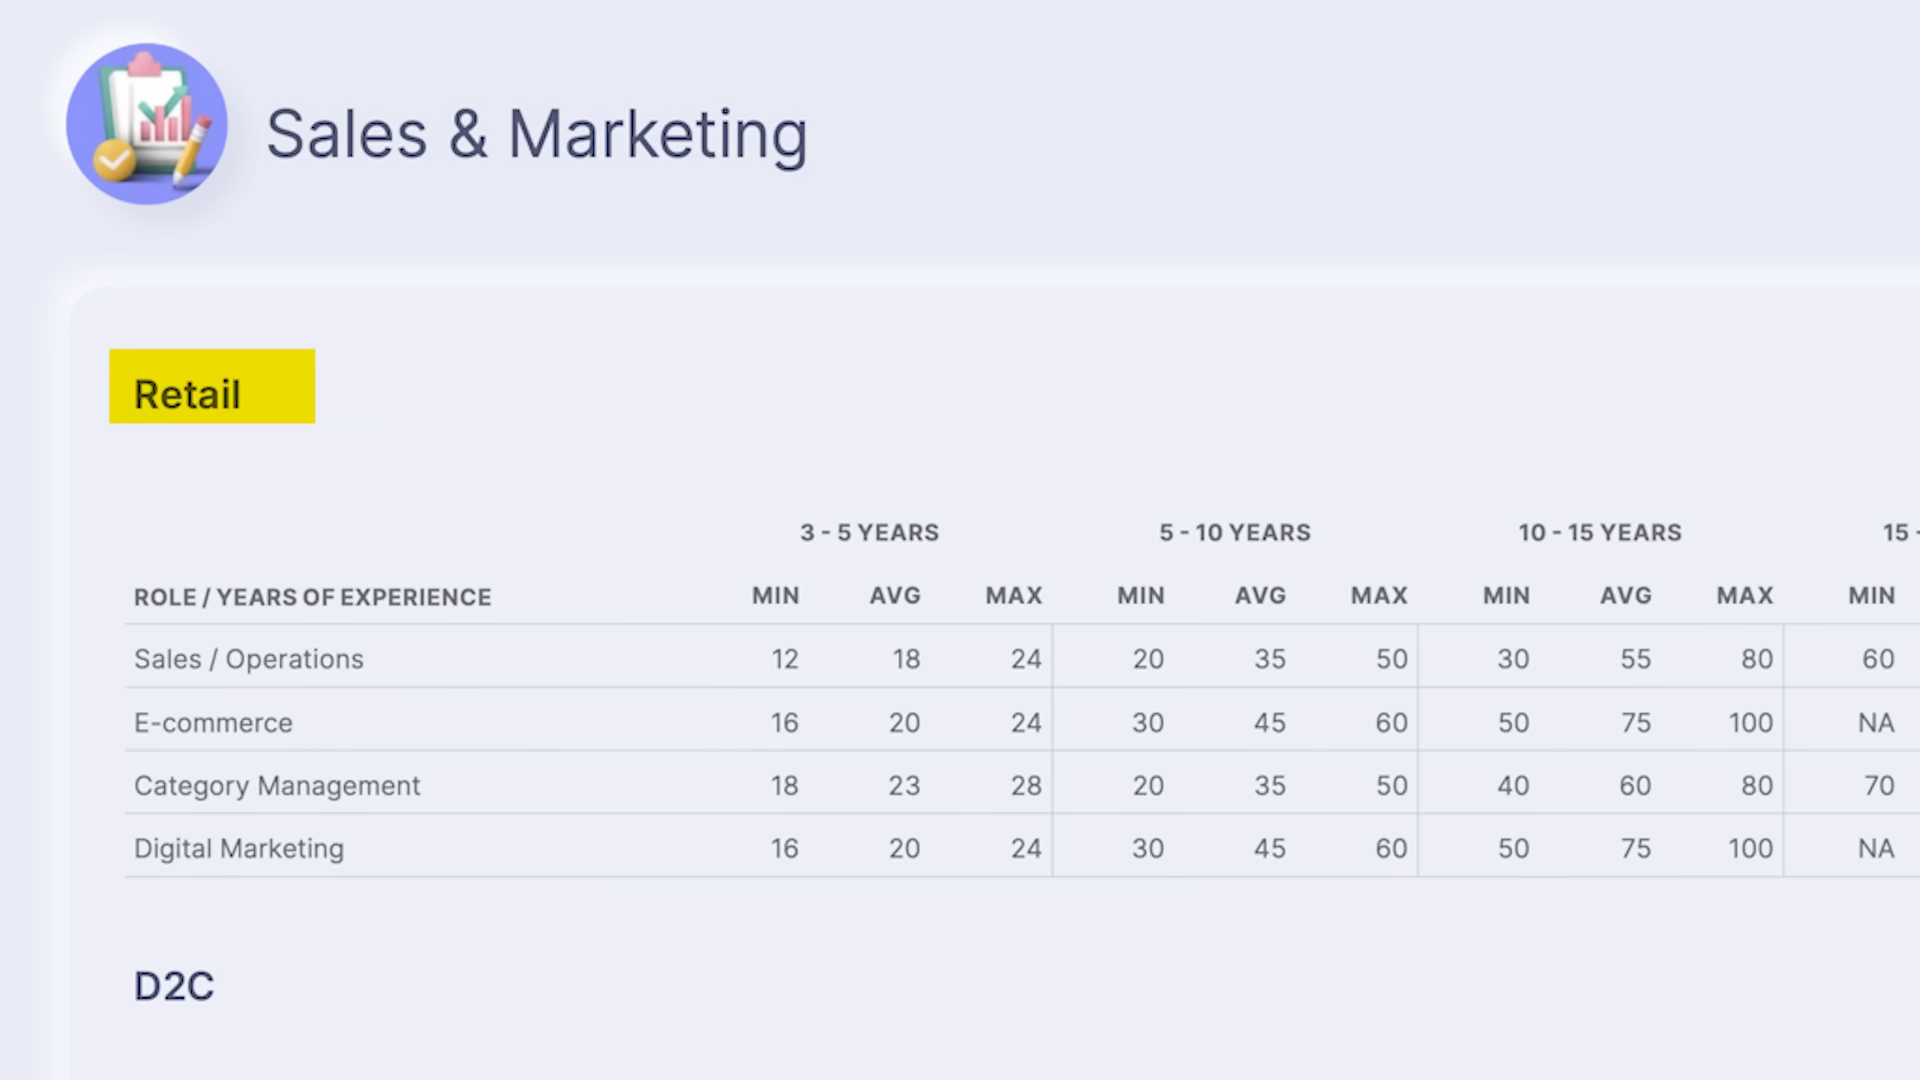 Sales & Marketing
Retail
3 - 5 YEARS 5 - 10 YEARS 10 - 15 YEARS 15 -
ROLE / YEARS OF EXPERIENCE MIN AVG MAX MIN AVG MAX MIN AVG MAX MIN
Sales / Operations 12 18 24 20 35 50 30 55 80 60
E-commerce 16 20 24 30 45 60 50 75 100 NA
Category Management 18 23 28 20 35 50 40 60 80 70
Digital Marketing 16 20 24 30 45 60 50 75 100 NA
D2C